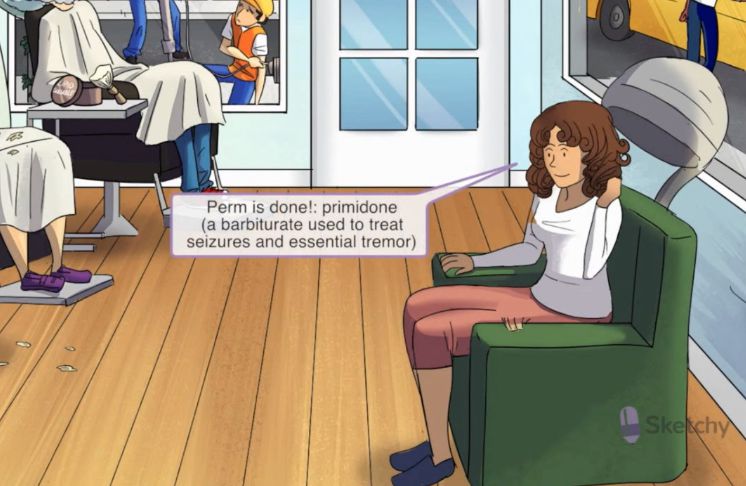 Perm is done!: primidone
(a barbiturate used to treat
seizures and essential tremor)
Sketchy